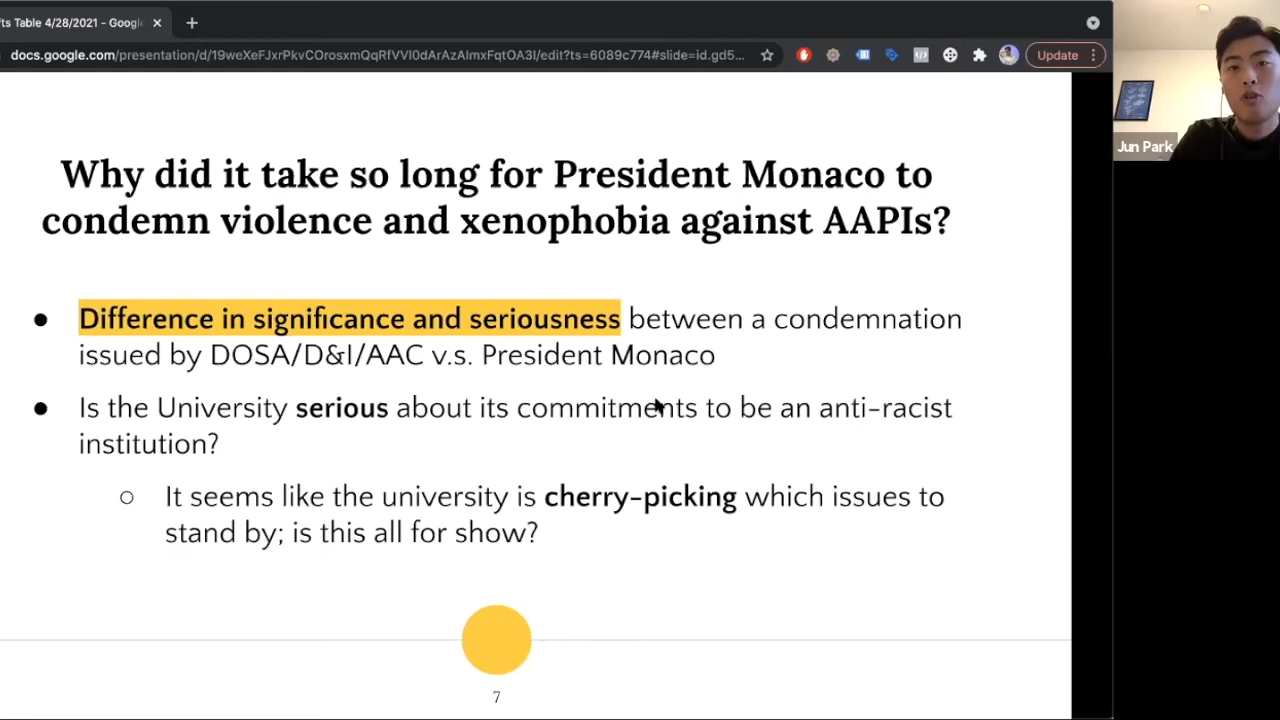 fts Table 4/28/2021 - Googl
docs.google.com/presentation/d/19weXeFJxrPkvCOrosxmQqRfVVI0dArAzAImxFqtOA3I/edit?ts=6089c774#slide=id.gd5...
Update
Jun Park
Why did it take so long for President Monaco to
condemn violence and xenophobia against AAPIs?
● Difference in significance and seriousness between a condemnation
issued by DOSA/D&I/AAC v.s. President Monaco
● Is the University serious about its commitments to be an anti-racist
institution?
○ It seems like the university is cherry-picking which issues to
stand by; is this all for show?
7